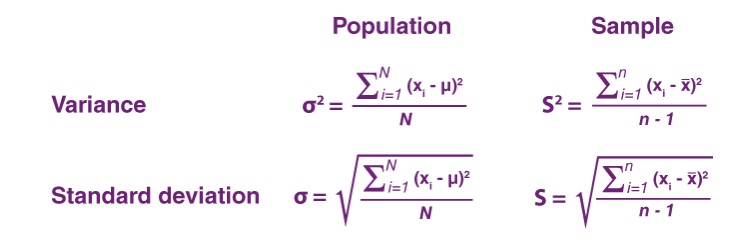 Population Sample
Variance σ² = ∑ᵢ₌₁ᴺ (xᵢ - μ)² / N S² = ∑ᵢ₌₁ⁿ (xᵢ - x̄)² / n - 1
Standard deviation σ = √(∑ᵢ₌₁ᴺ (xᵢ - μ)² / N) S = √(∑ᵢ₌₁ⁿ (xᵢ - x̄)² / n - 1)